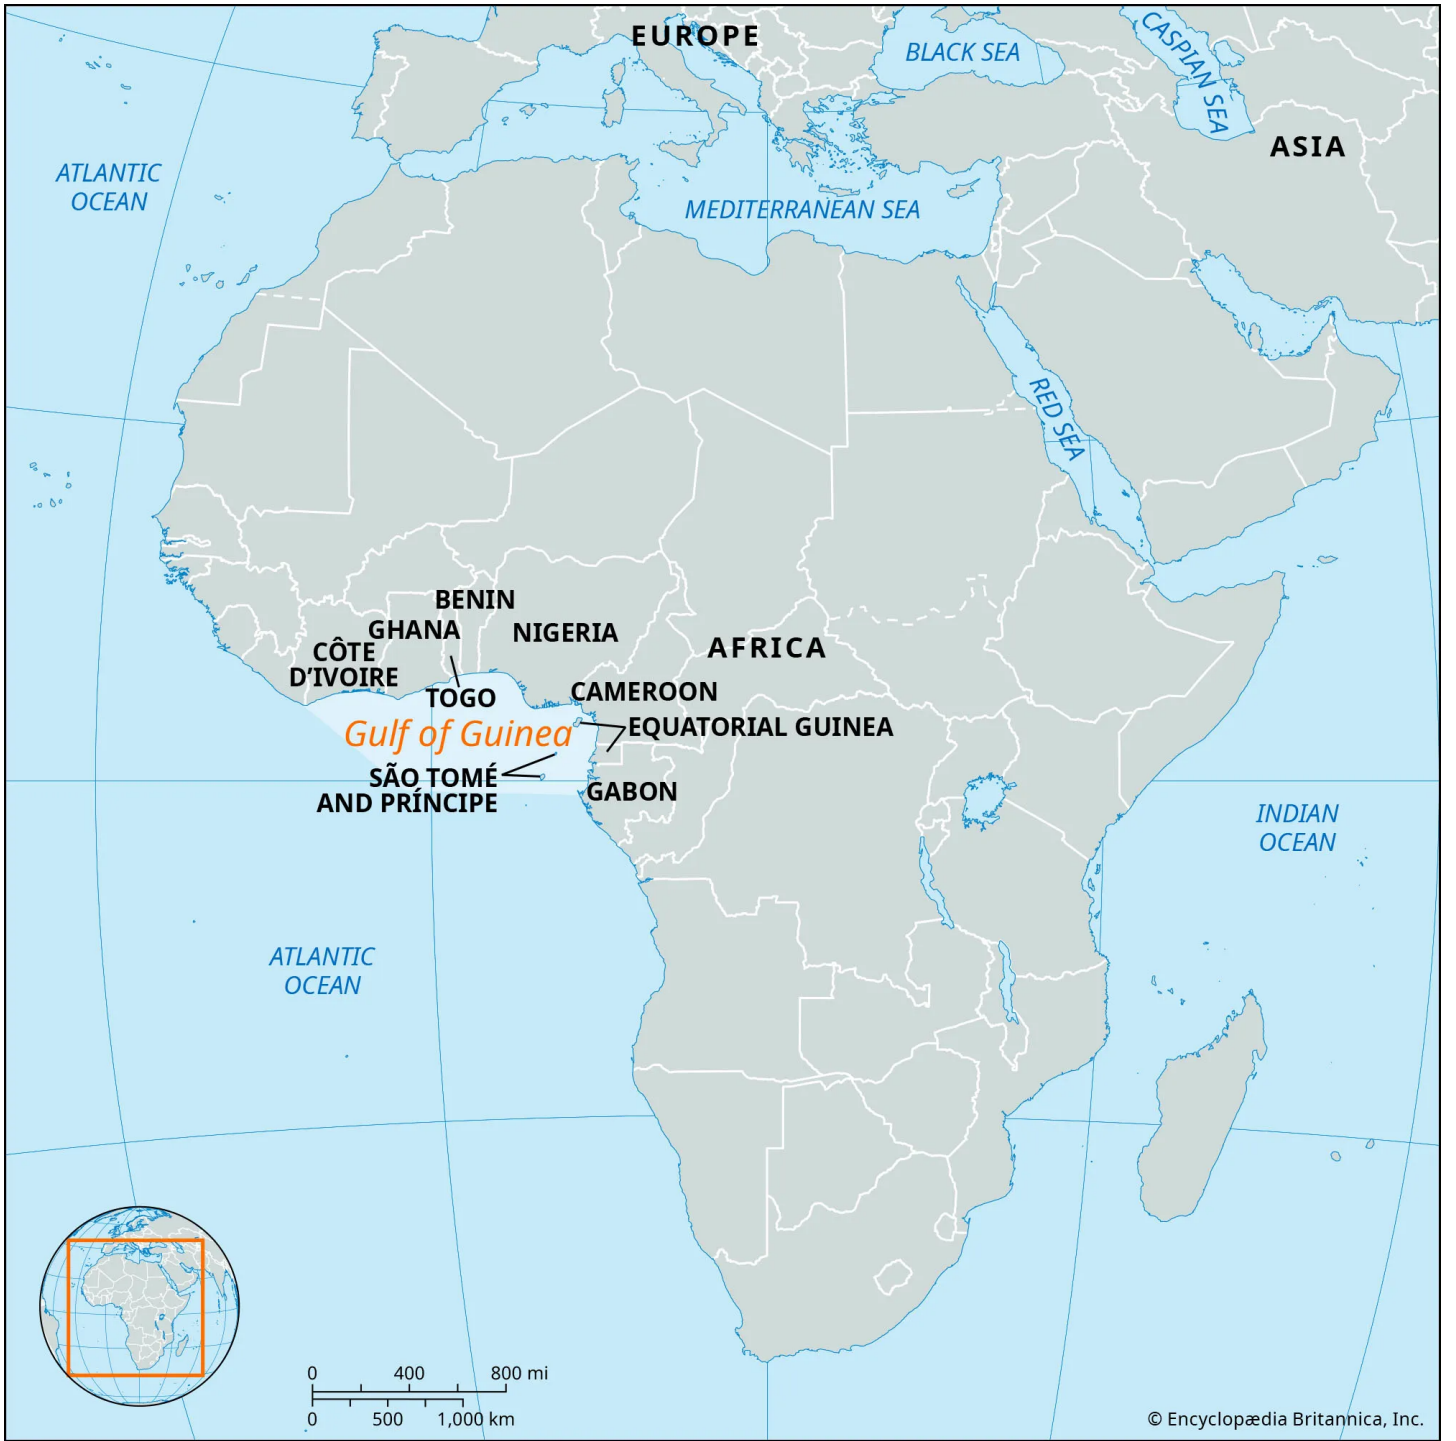 EUROPE
BLACK SEA
CASPIAN SEA
ASIA
ATLANTIC
OCEAN
MEDITERRANEAN SEA
RED SEA
BENIN
GHANA
NIGERIA
CÔTE
D'IVOIRE
AFRICA
TOGO
CAMEROON
Gulf of Guinea
EQUATORIAL GUINEA
SÃO TOMÉ
AND PRÍNCIPE
GABON
INDIAN
OCEAN
ATLANTIC
OCEAN
0 400 800 mi
0 500 1,000 km
© Encyclopædia Britannica, Inc.